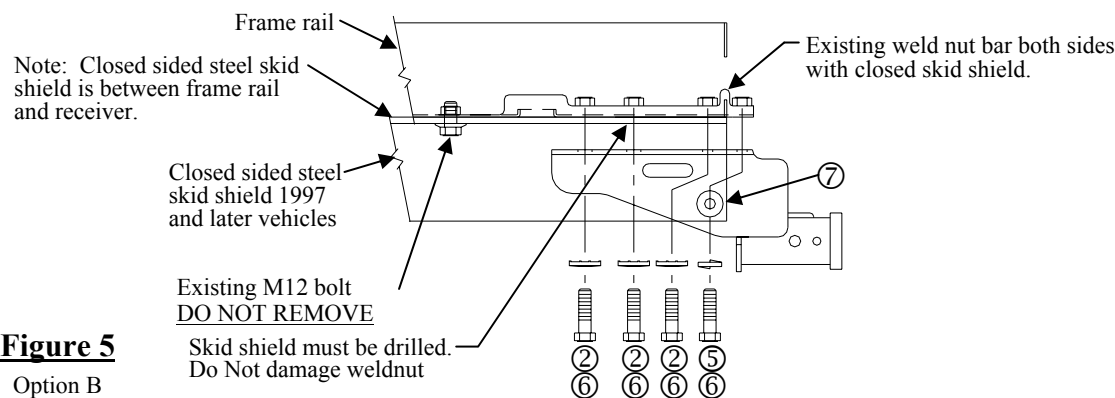 Frame rail
Note: Closed sided steel skid
shield is between frame rail
and receiver.
Existing weld nut bar both sides
with closed skid shield.
Closed sided steel
skid shield 1997
and later vehicles
⑦
Existing M12 bolt
DO NOT REMOVE
Skid shield must be drilled.
Do Not damage weldnut
② ② ② ⑤
⑥ ⑥ ⑥ ⑥
Figure 5
Option B